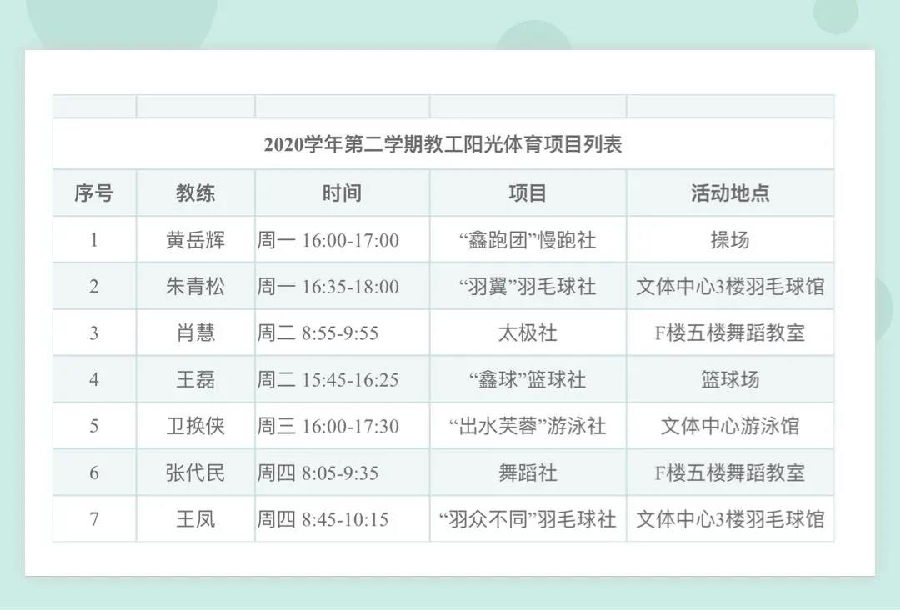 2020学年第二学期教工阳光体育项目列表
序号 教练 时间 项目 活动地点
1 黄岳辉 周一 16:00-17:00 “鑫跑团”慢跑社 操场
2 朱青松 周一 16:35-18:00 “羽翼”羽毛球社 文体中心3楼羽毛球馆
3 肖慧 周二 8:55-9:55 太极社 F楼五楼舞蹈教室
4 王磊 周二 15:45-16:25 “鑫球”篮球社 篮球场
5 卫换侠 周三 16:00-17:30 “出水芙蓉”游泳社 文体中心游泳馆
6 张代民 周四 8:05-9:35 舞蹈社 F楼五楼舞蹈教室
7 王凤 周四 8:45-10:15 “羽众不同”羽毛球社 文体中心3楼羽毛球馆